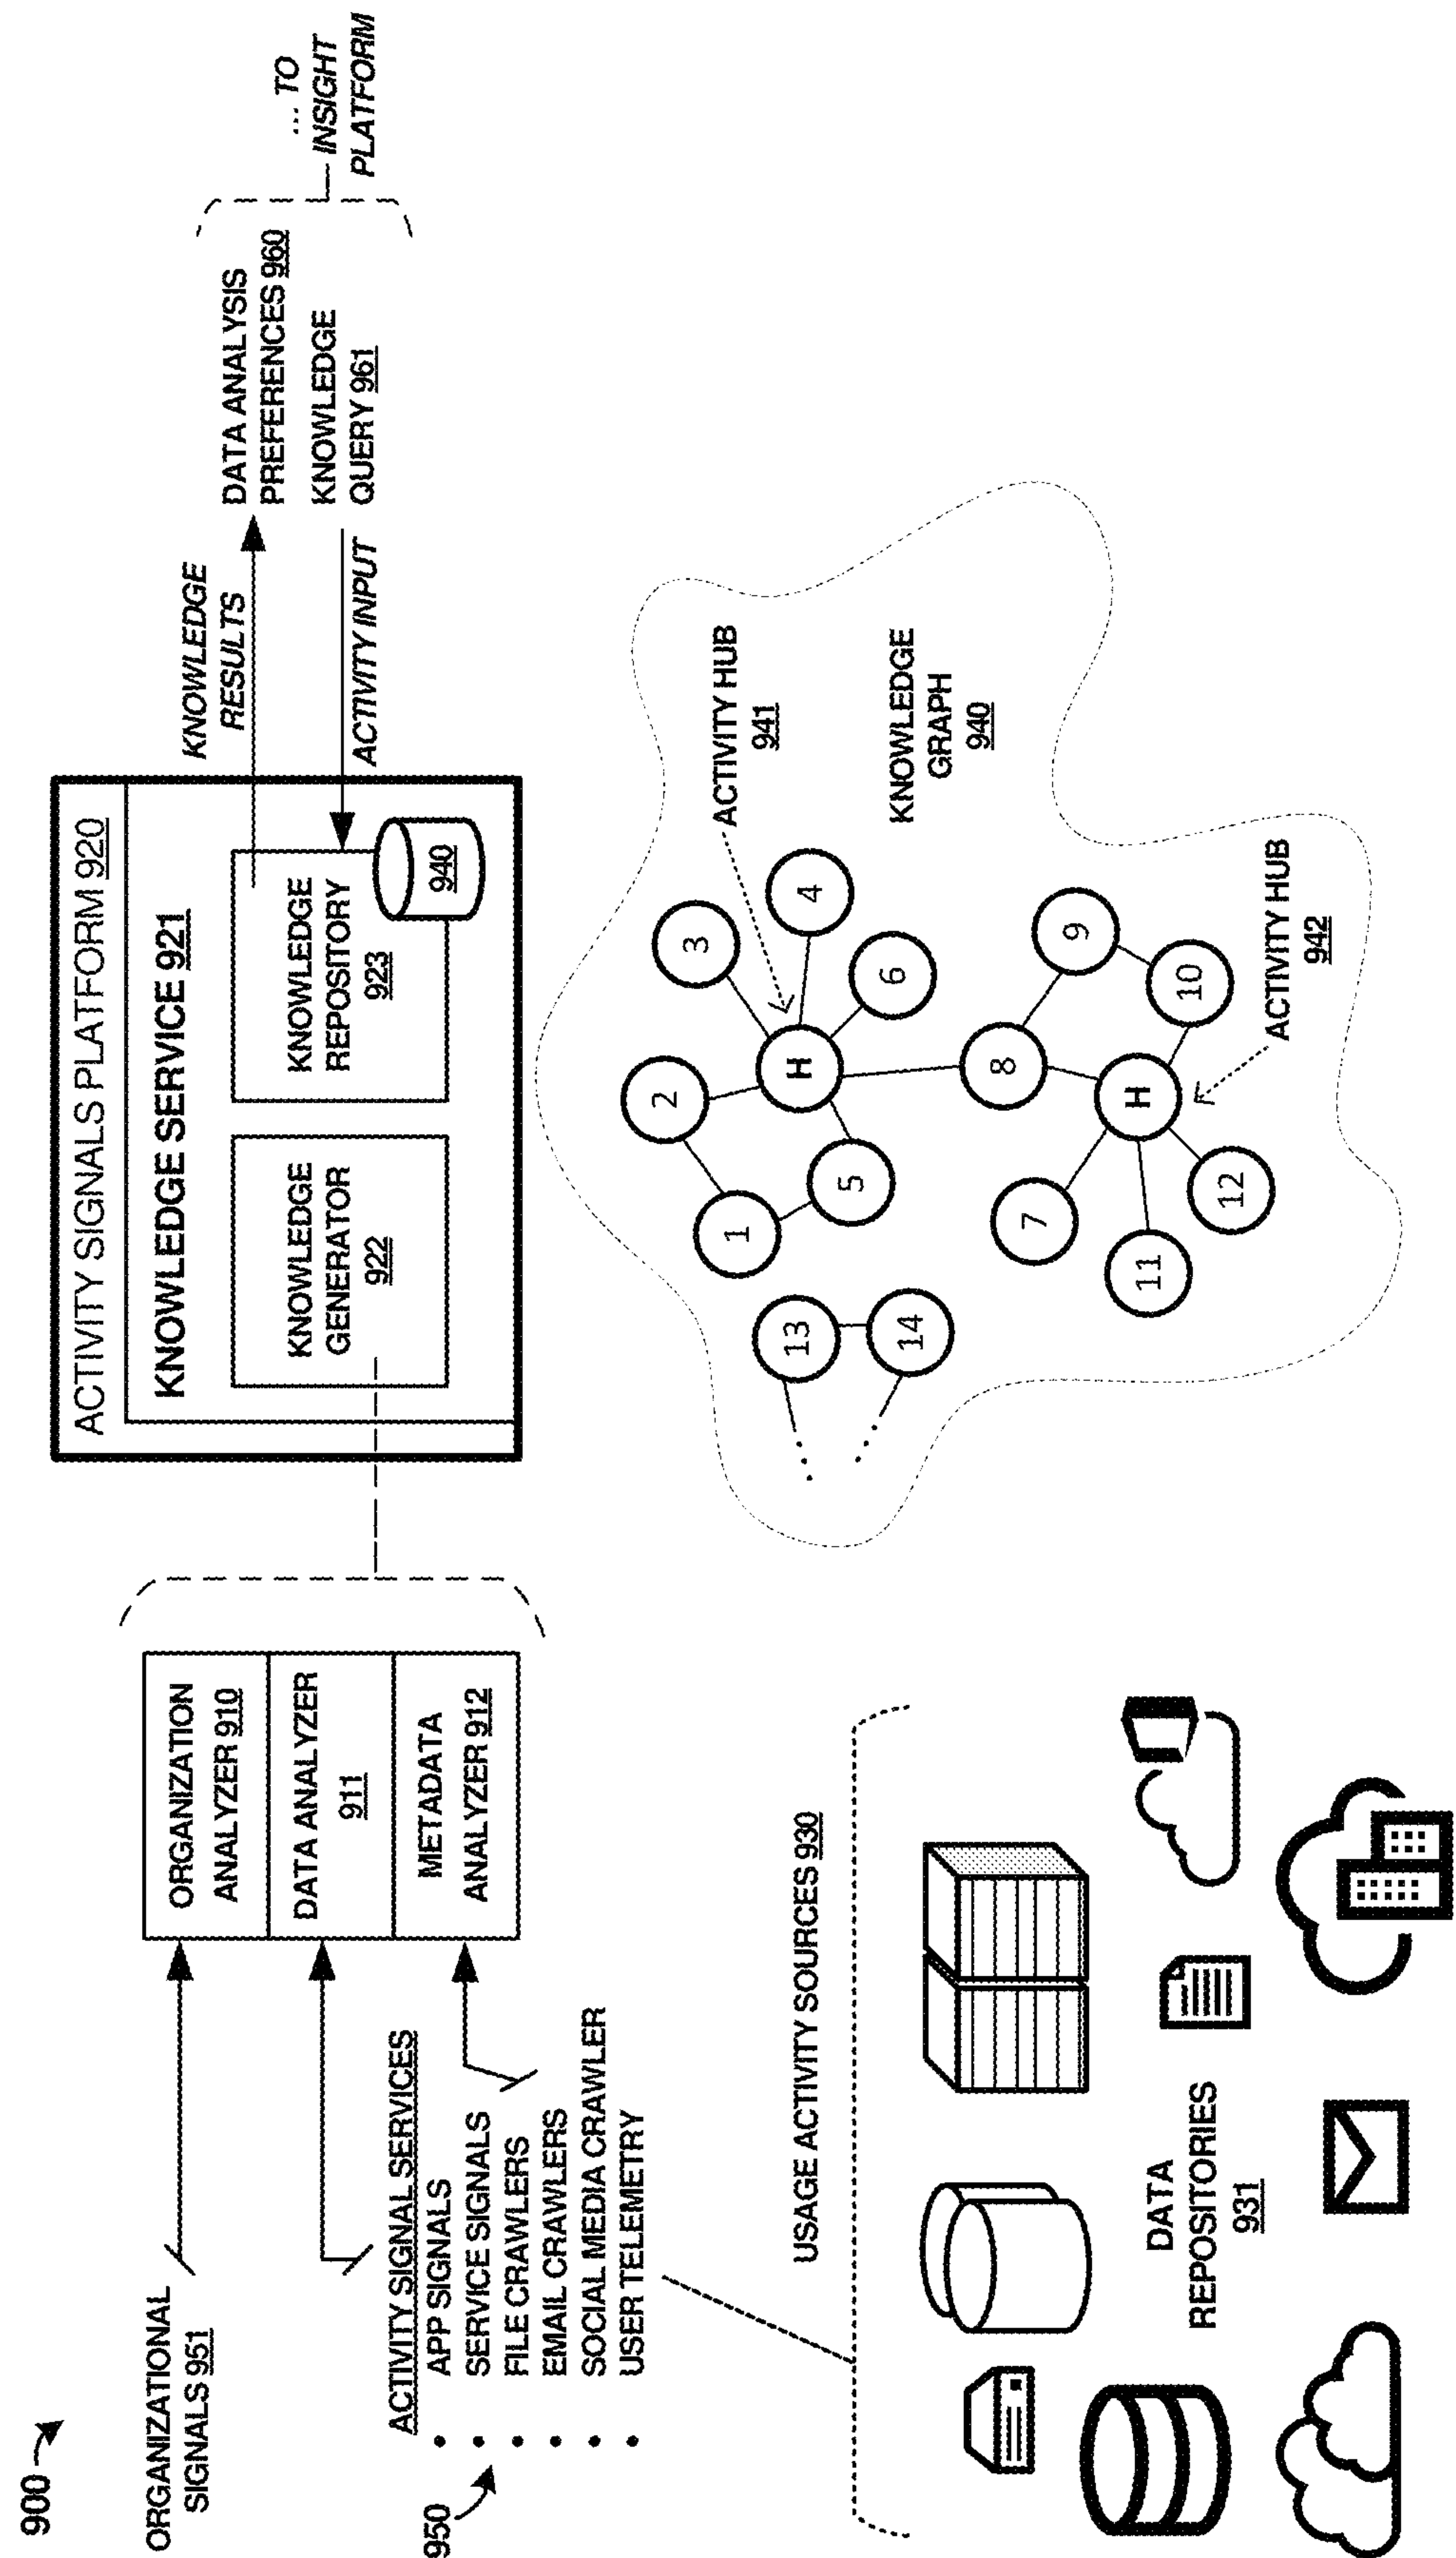 900
ORGANIZATIONAL
SIGNALS 951
ORGANIZATION
ANALYZER 910
DATA ANALYZER
911
METADATA
ANALYZER 912
950
ACTIVITY SIGNAL SERVICES
• APP SIGNALS
• SERVICE SIGNALS
• FILE CRAWLERS
• EMAIL CRAWLERS
• SOCIAL MEDIA CRAWLER
• USER TELEMETRY
ACTIVITY SIGNALS PLATFORM 920
KNOWLEDGE SERVICE 921
KNOWLEDGE
GENERATOR
922
KNOWLEDGE
REPOSITORY
923
940
KNOWLEDGE
RESULTS
ACTIVITY INPUT
DATA ANALYSIS
PREFERENCES 960
KNOWLEDGE
QUERY 961
... TO
INSIGHT
PLATFORM
USAGE ACTIVITY SOURCES 930
DATA
REPOSITORIES
931
13
14
1
2
3
4
5
6
H
ACTIVITY HUB
941
KNOWLEDGE
GRAPH
940
7
8
9
10
11
12
H
ACTIVITY HUB
942